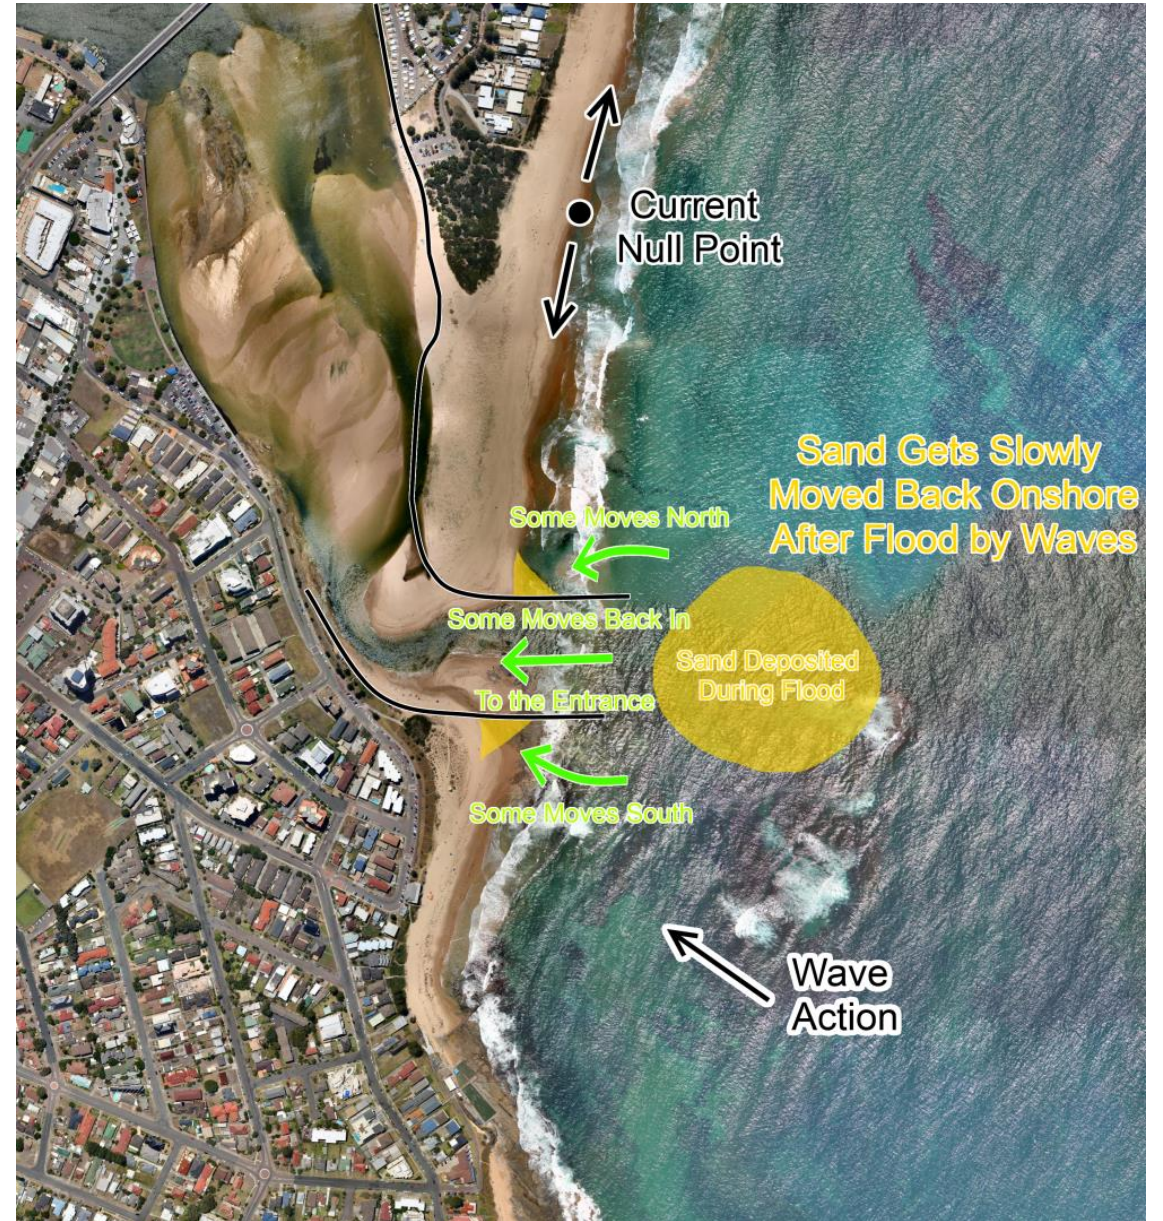 Current
Null Point
Sand Gets Slowly
Moved Back Onshore
After Flood by Waves
Some Moves North
Some Moves Back In
To the Entrance
Sand Deposited
During Flood
Some Moves South
Wave
Action